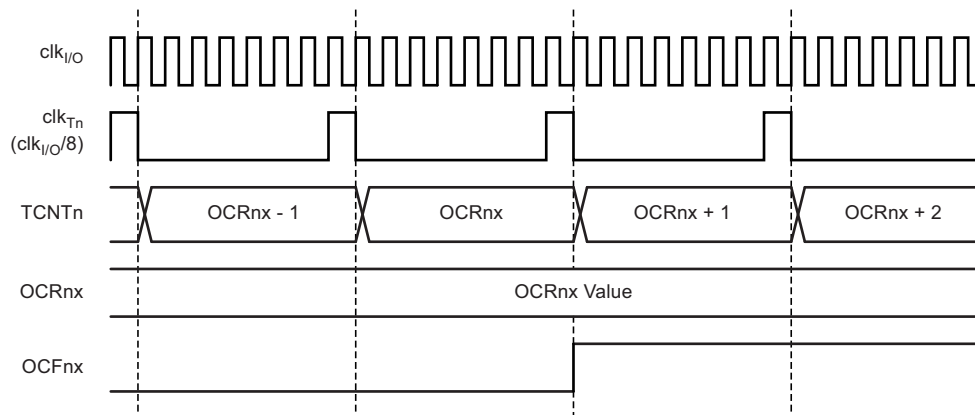 clkI/O
clkTn
(clkI/O/8)
TCNTn OCRnx - 1 OCRnx OCRnx + 1 OCRnx + 2
OCRnx OCRnx Value
OCFnx